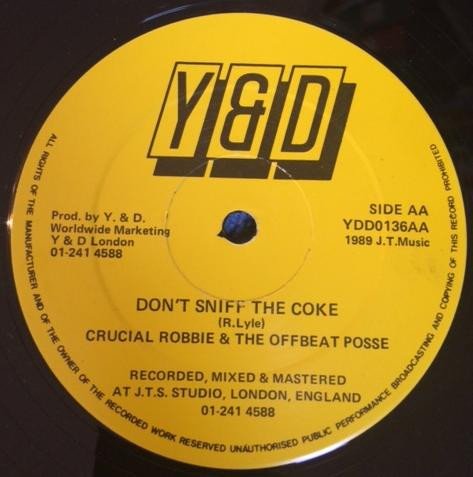 Y&D
Prod. by Y. & D.
Worldwide Marketing
Y & D London
01-241 4588
SIDE AA
YDD0136AA
1989 J.T.Music
DON'T SNIFF THE COKE
(R.Lyle)
CRUCIAL ROBBIE & THE OFFBEAT POSSE
RECORDED, MIXED & MASTERED
AT J.T.S. STUDIO, LONDON, ENGLAND
01-241 4588
ALL RIGHTS OF THE MANUFACTURER AND OF THE OWNER OF THE RECORDED WORK RESERVED UNAUTHORISED PUBLIC PERFORMANCE BROADCASTING AND COPYING OF THIS RECORD PROHIBITED